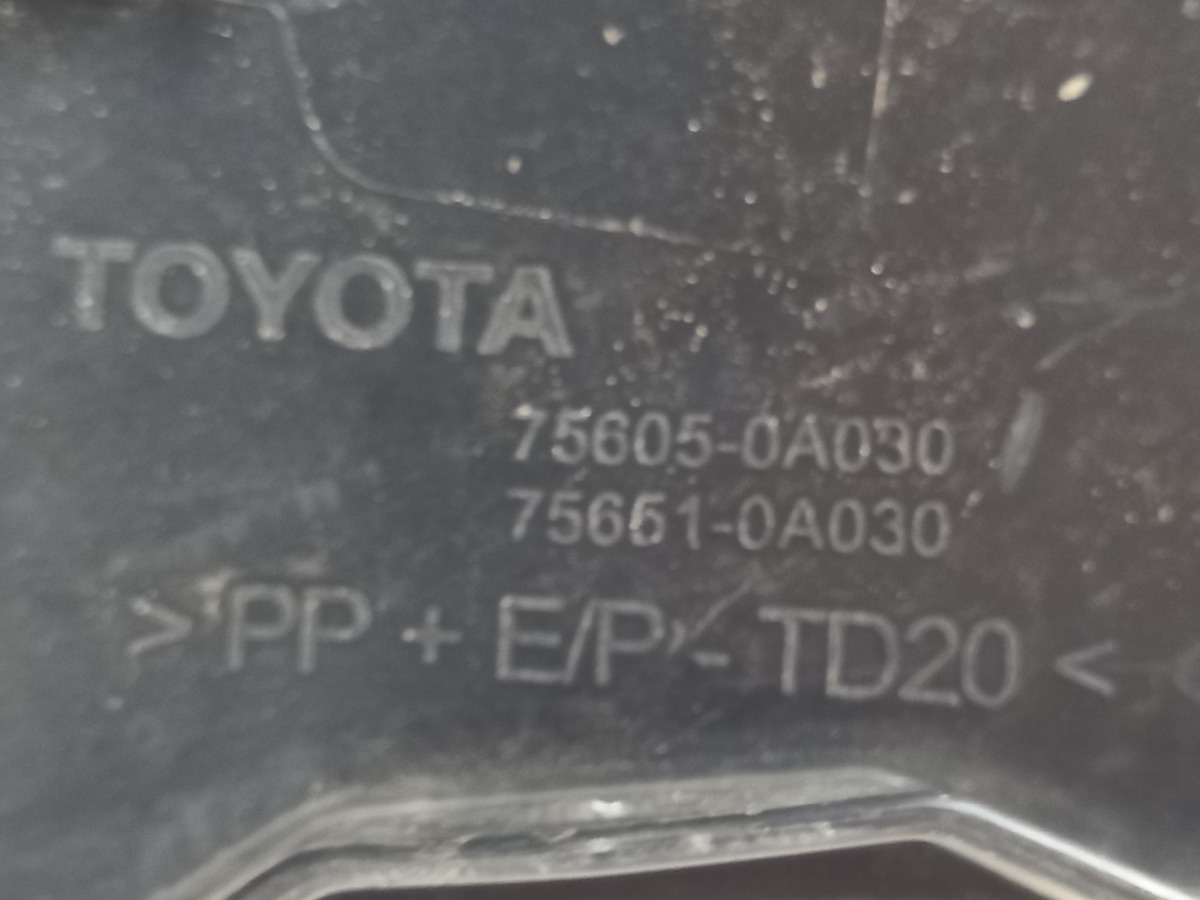 TOYOTA
75605-0A030
75651-0A030
> PP + E/P - TD20 <